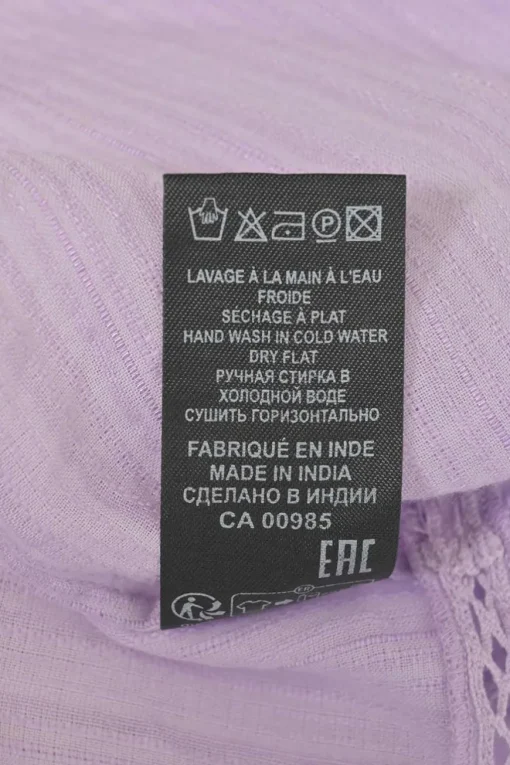 LAVAGE À LA MAIN À L'EAU
FROIDE
SÉCHAGE À PLAT
HAND WASH IN COLD WATER
DRY FLAT
РУЧНАЯ СТИРКА В
ХОЛОДНОЙ ВОДЕ
СУШИТЬ ГОРИЗОНТАЛЬНО
FABRIQUÉ EN INDE
MADE IN INDIA
СДЕЛАНО В ИНДИИ
CA 00985
EAC
FR